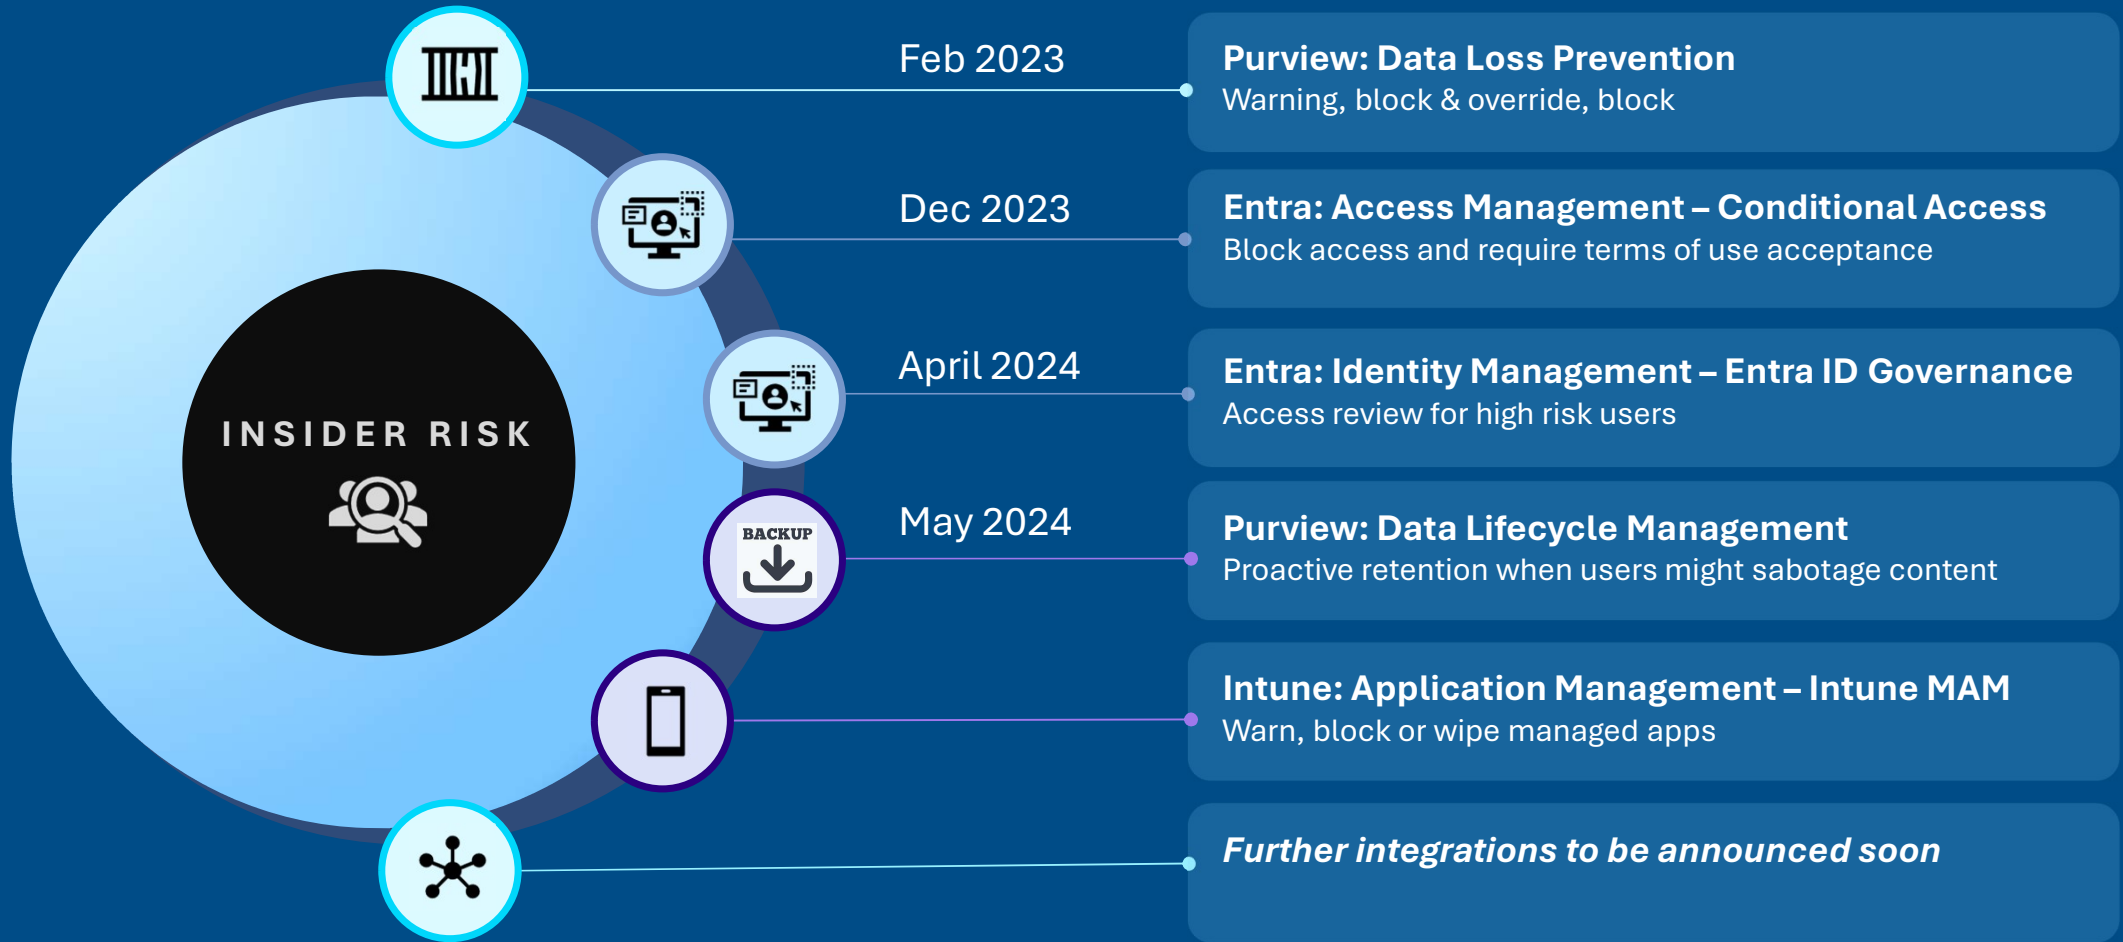 Feb 2023
Purview: Data Loss Prevention
Warning, block & override, block
Dec 2023
Entra: Access Management – Conditional Access
Block access and require terms of use acceptance
April 2024
Entra: Identity Management – Entra ID Governance
Access review for high risk users
INSIDER RISK
May 2024
BACKUP
Purview: Data Lifecycle Management
Proactive retention when users might sabotage content
Intune: Application Management – Intune MAM
Warn, block or wipe managed apps
Further integrations to be announced soon